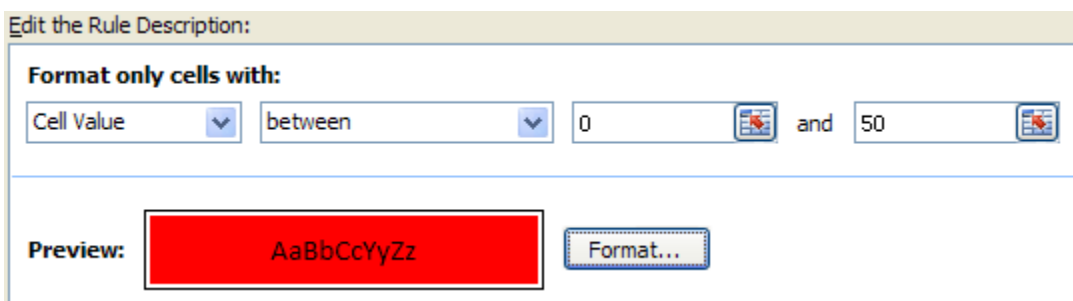 Edit the Rule Description:
Format only cells with:
Cell Value between 0 and 50
Preview: AaBbCcYyZz Format...